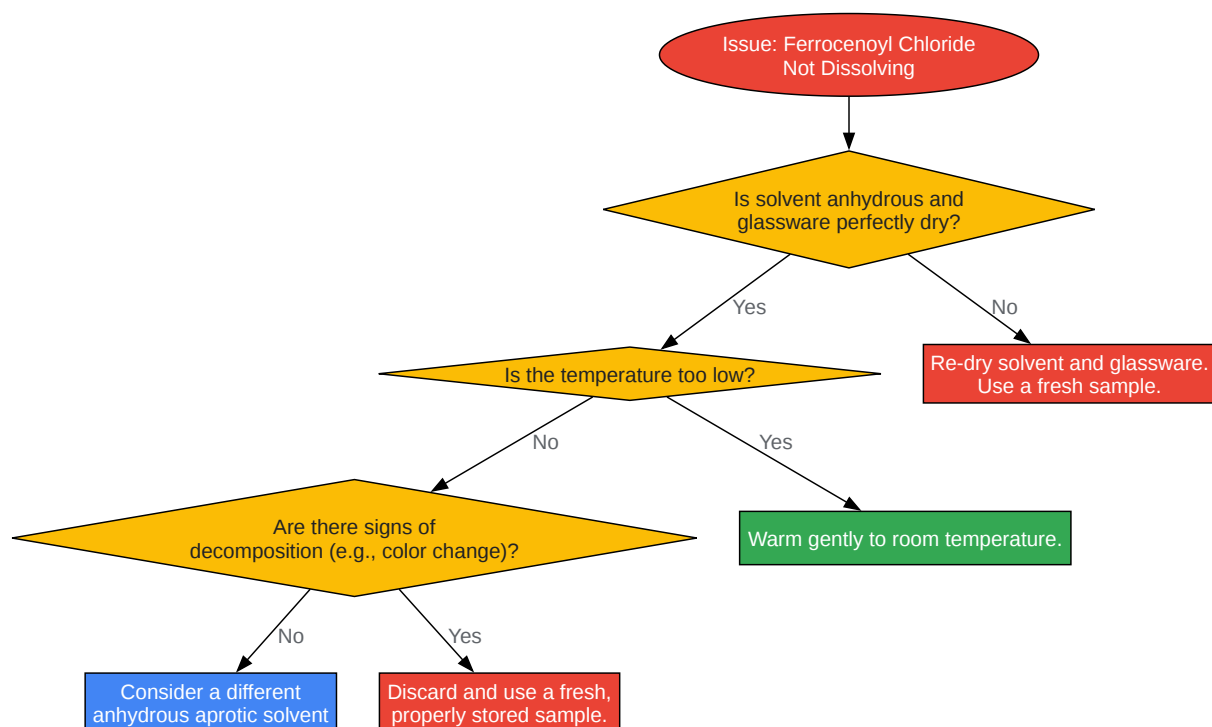 Issue: Ferrocenoyl Chloride
Not Dissolving
Is solvent anhydrous and
glassware perfectly dry?
Yes
No
Is the temperature too low?
Re-dry solvent and glassware.
Use a fresh sample.
No
Yes
Are there signs of
decomposition (e.g., color change)?
Warm gently to room temperature.
No
Yes
Consider a different
anhydrous aprotic solvent
Discard and use a fresh,
properly stored sample.